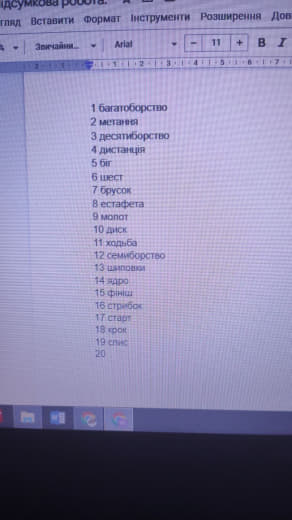 ідсумкова робота.
гляд Вставити Формат Інструменти Розширення Дов
Звичайни... Arial − 11 + B I
1 багатоборство
2 метання
3 десятиборство
4 дистанція
5 біг
6 шест
7 брусок
8 естафета
9 молот
10 диск
11 ходьба
12 семиборство
13 шиповки
14 ядро
15 фініш
16 стрибок
17 старт
18 крок
19 спис
20